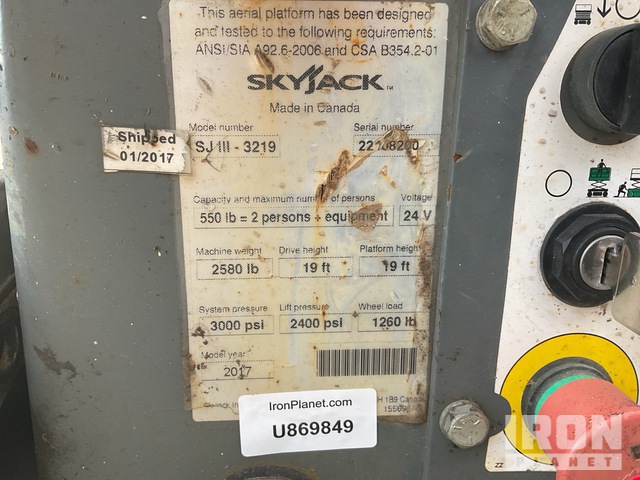 This aerial platform has been designed
and tested to the following requirements:
ANSI/SIA A92.6-2006 and CSA B354.2-01
SKYJACK
Made in Canada
Model number
Serial number
SJ III - 3219
Shipped
01/2017
Capacity and maximum number of persons
Voltage
550 lb = 2 persons + equipment
24 V
Machine weight
Drive height
Platform height
2580 lb
19 ft
19 ft
System pressure
Lift pressure
Wheel load
3000 psi
2400 psi
1260 lb
Model year
2017
IronPlanet.com
U869849
IRON
PLANET
ZZ